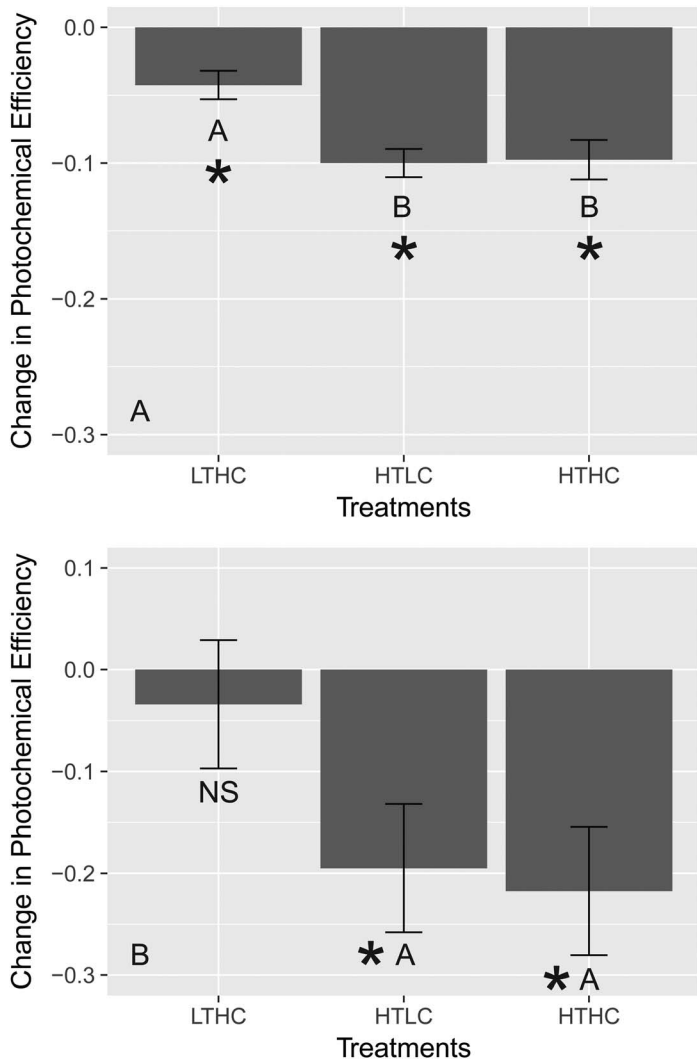 Change in Photochemical Efficiency
0.0
−0.1
−0.2
−0.3
A
*
B
*
B
*
A
LTHC
HTLC
HTHC
Treatments
Change in Photochemical Efficiency
0.1
0.0
−0.1
−0.2
−0.3
NS
* A
* A
B
LTHC
HTLC
HTHC
Treatments